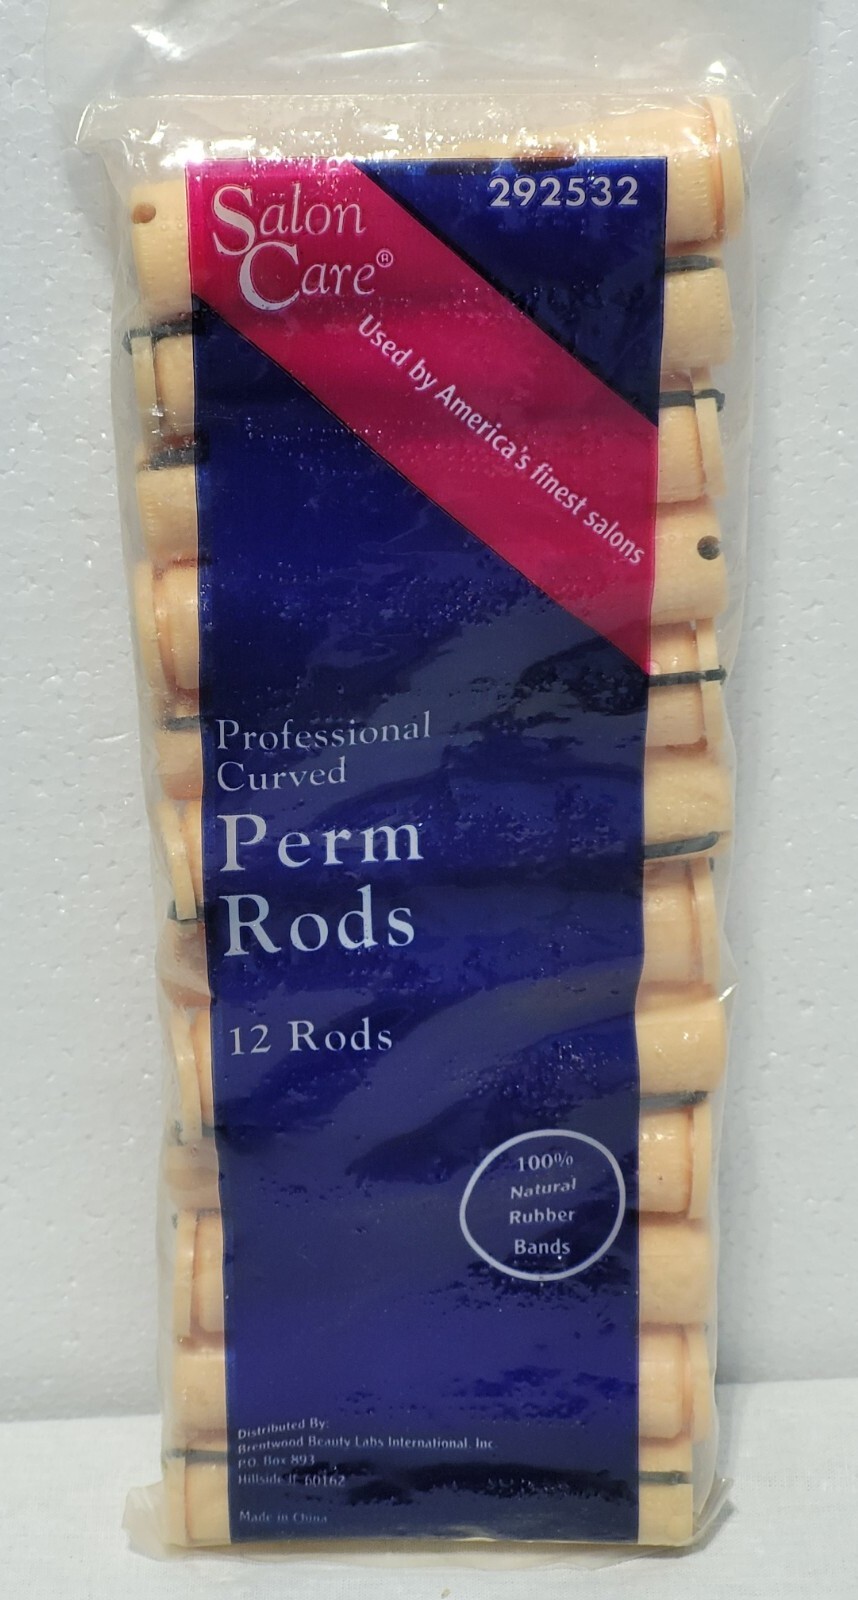 292532
Salon
Care®
Used by America's finest salons
Professional
Curved
Perm
Rods
12 Rods
100%
Natural
Rubber
Bands
Distributed By:
Brentwood Beauty Labs International, Inc
P.O. Box 893
Hillside IL 60162
Made in China